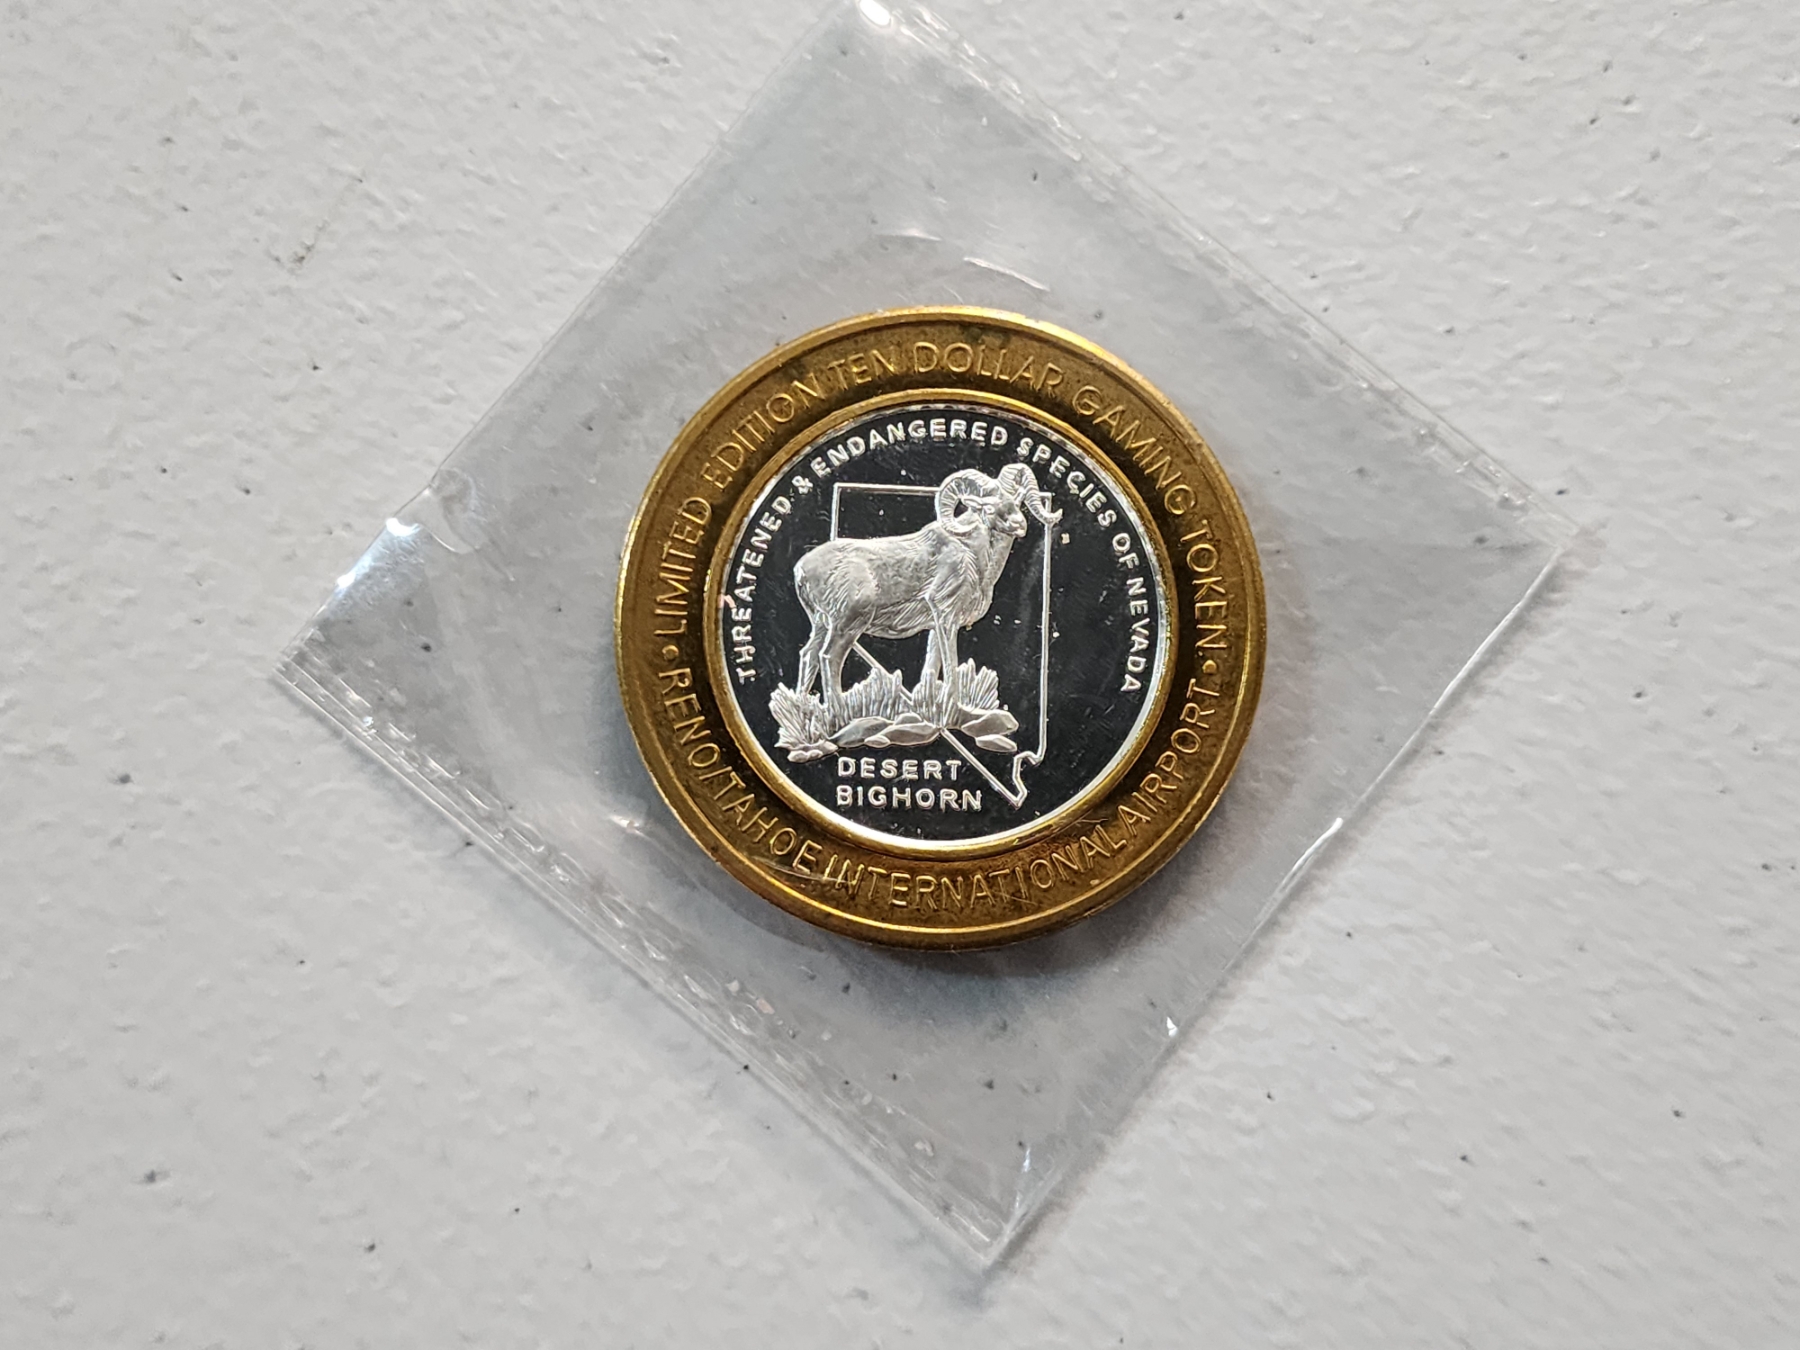 • LIMITED EDITION TEN DOLLAR GAMING TOKEN •
RENO/TAHOE INTERNATIONAL AIRPORT
THREATENED & ENDANGERED SPECIES OF NEVADA
DESERT
BIGHORN